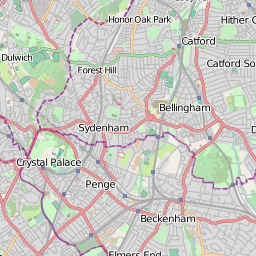 Honor Oak Park
Hither G
Catford
Dulwich
Catford So
Forest Hill
Bellingham
D
Sydenham
Crystal Palace
Penge
Beckenham
Elmers End